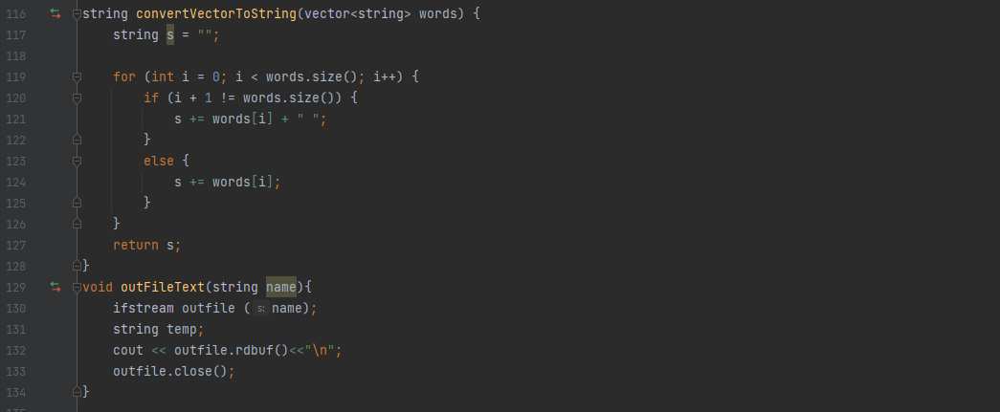 116 string convertVectorToString(vector<string> words) {
117     string s = "";
118
119     for (int i = 0; i < words.size(); i++) {
120         if (i + 1 != words.size()) {
121             s += words[i] + " ";
122         }
123         else {
124             s += words[i];
125         }
126     }
127     return s;
128 }
129 void outFileText(string name){
130     ifstream outfile ( s: name);
131     string temp;
132     cout << outfile.rdbuf()<<"\n";
133     outfile.close();
134 }
135